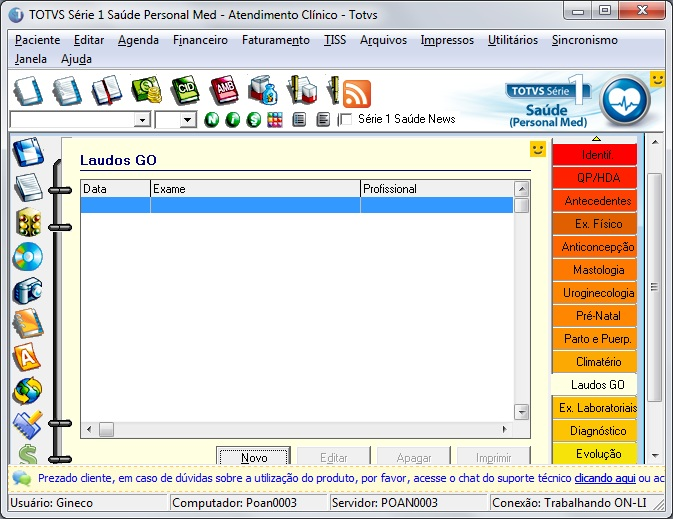 TOTVS Série 1 Saúde Personal Med - Atendimento Clínico - Totvs
Paciente Editar Agenda Financeiro Faturamento TISS Arquivos Impressos Utilitários Sincronismo
Janela Ajuda
CID
AMB
TOTVS Série 1
Saúde
(Personal Med)
N I S Série 1 Saúde News
Laudos GO
Data Exame Profissional
Identif.
QP/HDA
Antecedentes
Ex. Físico
Anticoncepção
Mastologia
Uroginecologia
Pré-Natal
Parto e Puerp.
Climatério
Laudos GO
Ex. Laboratoriais
Diagnóstico
Evolução
Novo Editar Apagar Imprimir
Prezado cliente, em caso de dúvidas sobre a utilização do produto, por favor, acesse o chat do suporte técnico clicando aqui ou ac
Usuário: Gineco Computador: Poan0003 Servidor: POAN0003 Conexão: Trabalhando ON-LI